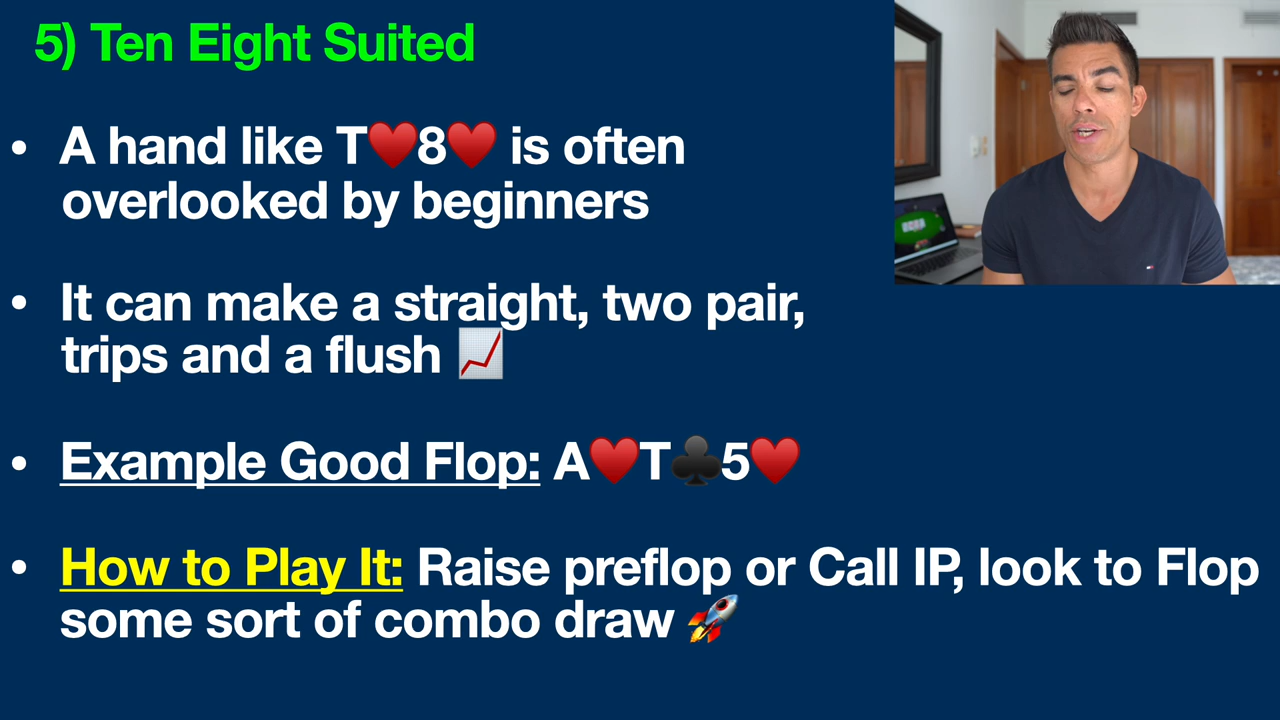 5) Ten Eight Suited
• A hand like T♥8♥ is often
overlooked by beginners
• It can make a straight, two pair,
trips and a flush 📈
• Example Good Flop: A♥T♣5♥
• How to Play It: Raise preflop or Call IP, look to Flop
some sort of combo draw 🚀